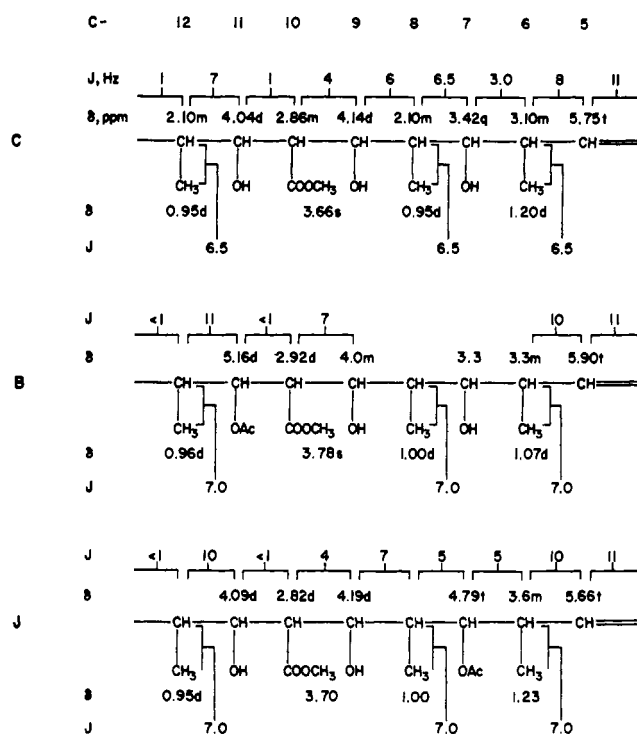 C- 12 11 10 9 8 7 6 5
J, Hz 1 7 1 4 6 6.5 3.0 8 11
δ, ppm 2.10m 4.04d 2.86m 4.14d 2.10m 3.42q 3.10m 5.75t
C CH CH CH CH CH CH CH CH
CH3 OH COOCH3 OH CH3 OH CH3
δ 0.95d 3.66s 0.95d 1.20d
J 6.5 6.5 6.5
J <1 11 <1 7 10 11
δ 5.16d 2.92d 4.0m 3.3 3.3m 5.90t
B CH CH CH CH CH CH CH CH
CH3 OAc COOCH3 OH CH3 OH CH3
δ 0.96d 3.78s 1.00d 1.07d
J 7.0 7.0 7.0
J <1 10 <1 4 7 5 5 10 11
δ 4.09d 2.82d 4.19d 4.79t 3.6m 5.66t
J CH CH CH CH CH CH CH CH
CH3 OH COOCH3 OH CH3 OAc CH3
δ 0.95d 3.70 1.00 1.23
J 7.0 7.0 7.0